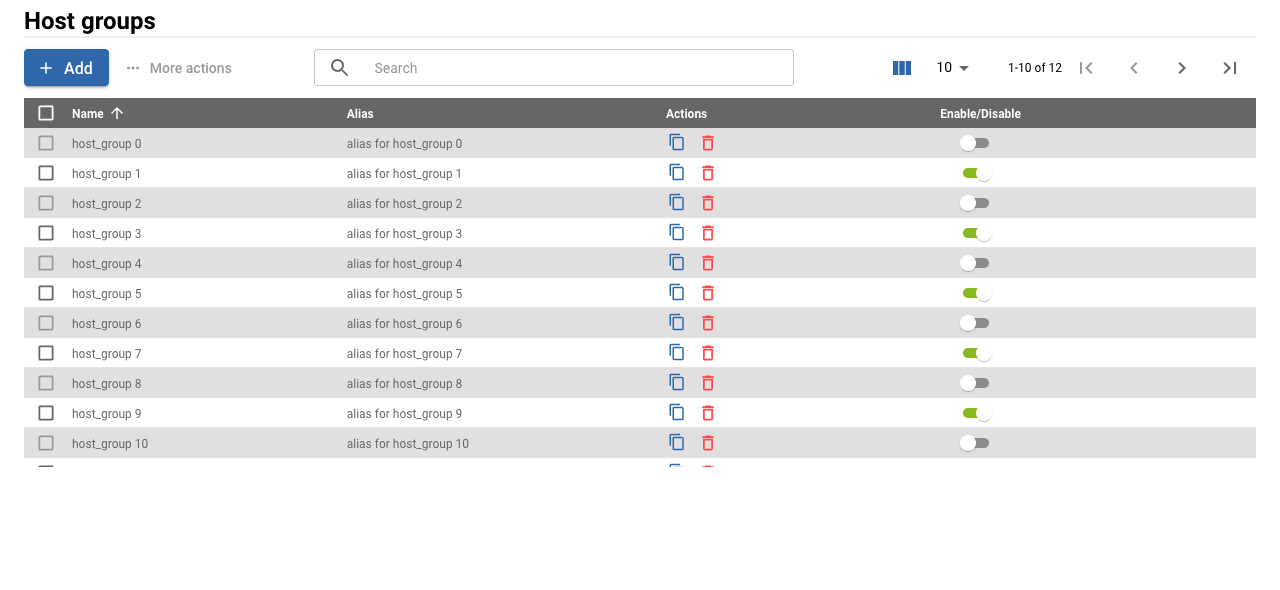 Host groups
Add More actions Search 10 1-10 of 12
Name Alias Actions Enable/Disable
host_group 0 alias for host_group 0
host_group 1 alias for host_group 1
host_group 2 alias for host_group 2
host_group 3 alias for host_group 3
host_group 4 alias for host_group 4
host_group 5 alias for host_group 5
host_group 6 alias for host_group 6
host_group 7 alias for host_group 7
host_group 8 alias for host_group 8
host_group 9 alias for host_group 9
host_group 10 alias for host_group 10